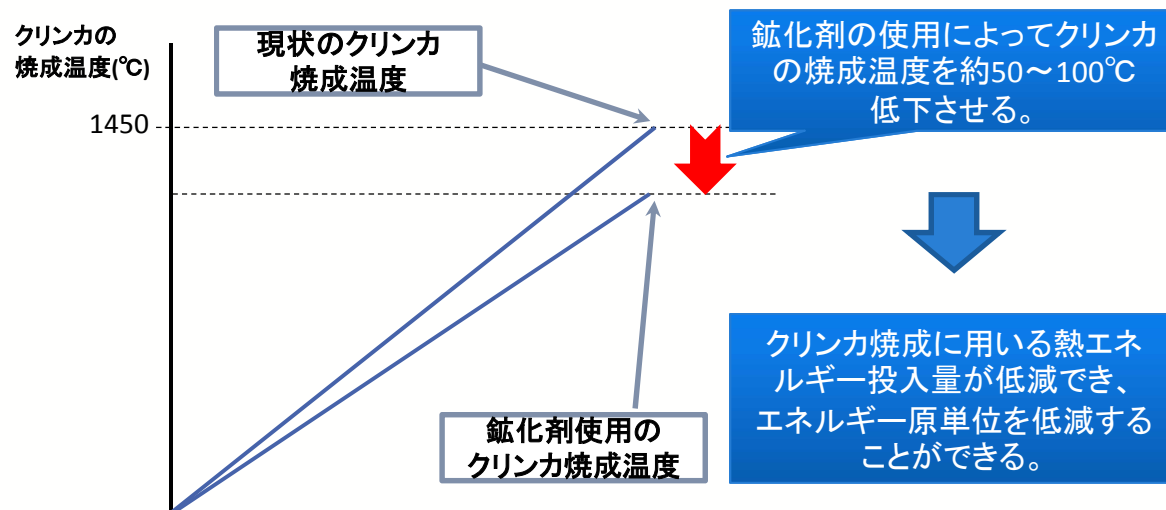 クリンカの
焼成温度(℃)
現状のクリンカ
焼成温度
鉱化剤の使用によってクリンカ
の焼成温度を約50～100℃
低下させる。
1450
クリンカ焼成に用いる熱エネ
ルギー投入量が低減でき、
エネルギー原単位を低減する
ことができる。
鉱化剤使用の
クリンカ焼成温度